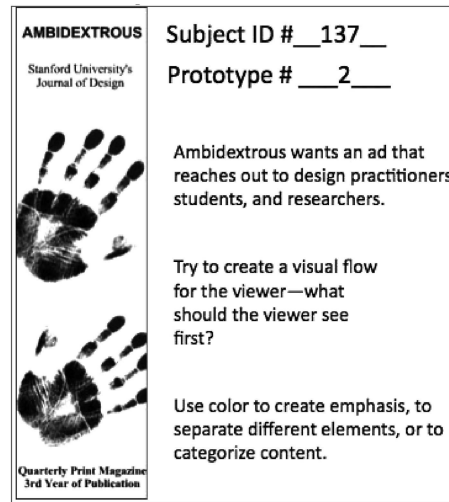 AMBIDEXTROUS
Stanford University's
Journal of Design
Quarterly Print Magazine
3rd Year of Publication
Subject ID #__137__
Prototype # ___2___
Ambidextrous wants an ad that
reaches out to design practitioners
students, and researchers.
Try to create a visual flow
for the viewer—what
should the viewer see
first?
Use color to create emphasis, to
separate different elements, or to
categorize content.